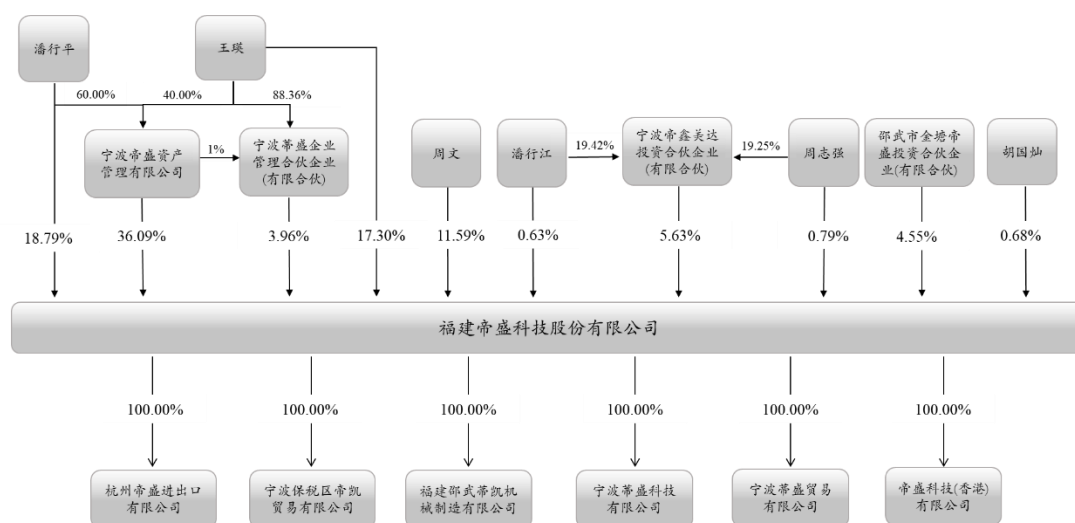 潘行平
王瑛
60.00%
40.00%
88.36%
宁波帝盛资产
管理有限公司
1%
宁波蒂盛企业
管理合伙企业
(有限合伙)
周文
潘行江
19.42%
宁波帝鑫美达
投资合伙企业
(有限合伙)
19.25%
周志强
邵武市金塘帝
盛投资合伙企
业(有限合伙)
胡国灿
18.79%
36.09%
3.96%
17.30%
11.59%
0.63%
5.63%
0.79%
4.55%
0.68%
福建帝盛科技股份有限公司
100.00%
100.00%
100.00%
100.00%
100.00%
100.00%
杭州帝盛进出口
有限公司
宁波保税区帝凯
贸易有限公司
福建邵武蒂凯机
械制造有限公司
宁波蒂盛科技
有限公司
宁波蒂盛贸易
有限公司
帝盛科技(香港)
有限公司